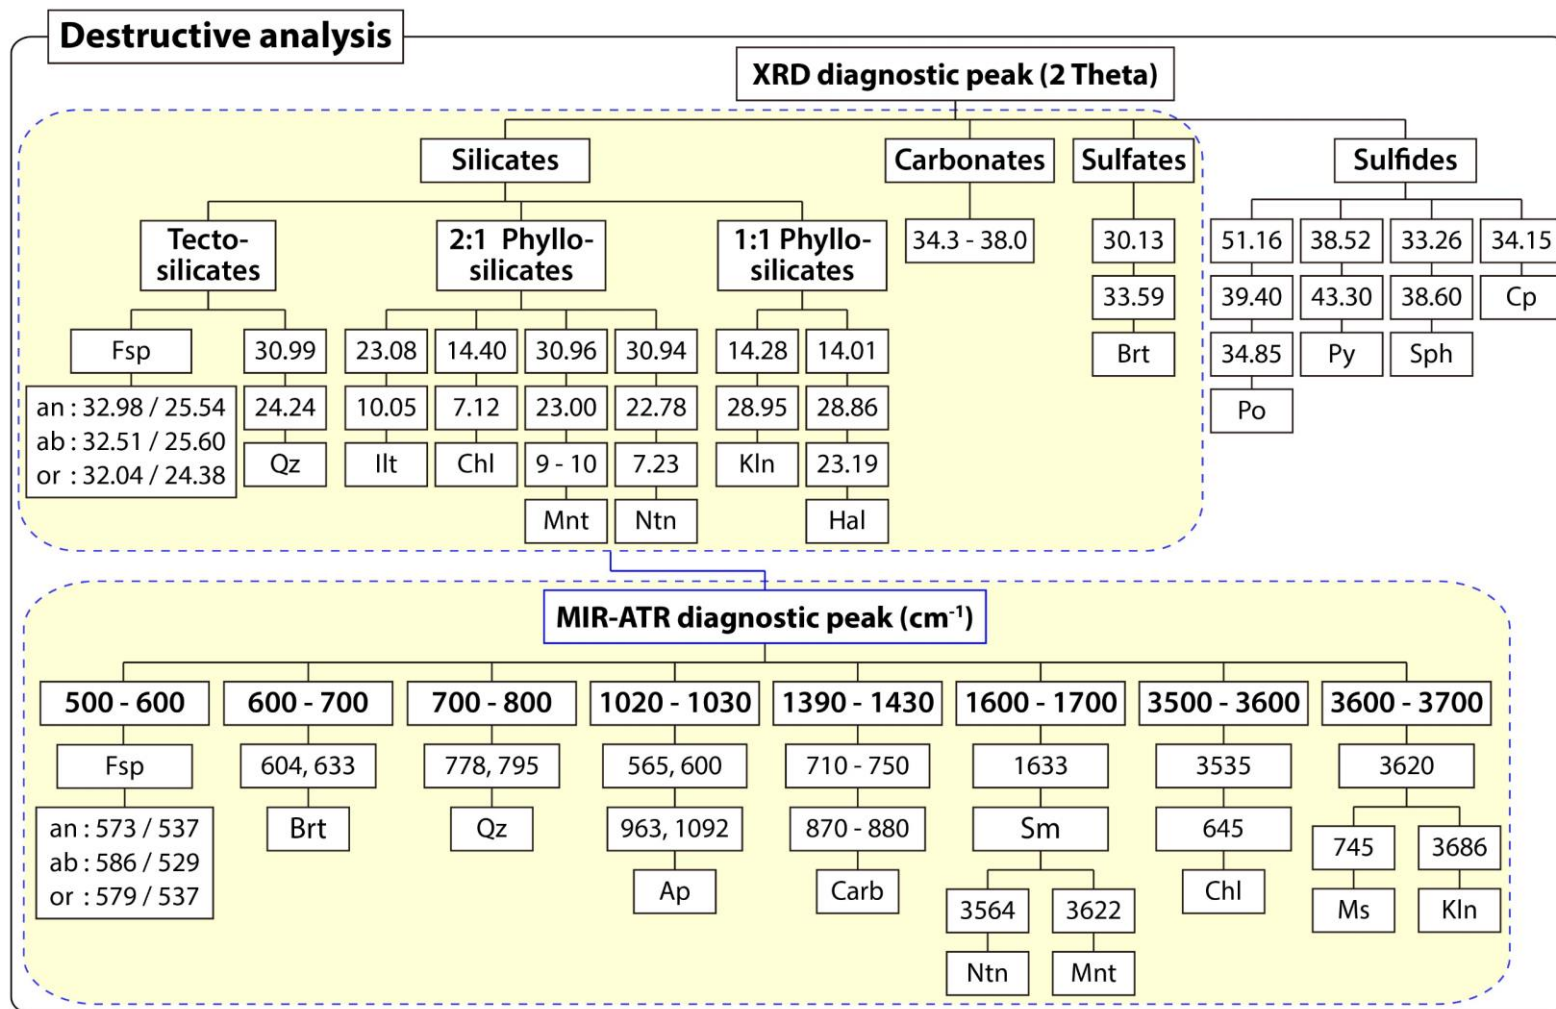 Destructive analysis
XRD diagnostic peak (2 Theta)
Silicates
Carbonates
Sulfates
Sulfides
Tecto-
silicates
2:1 Phyllo-
silicates
1:1 Phyllo-
silicates
34.3 - 38.0
30.13
51.16
38.52
33.26
34.15
33.59
39.40
43.30
38.60
Cp
Fsp
30.99
23.08
14.40
30.96
30.94
14.28
14.01
Brt
34.85
Py
Sph
an : 32.98 / 25.54
ab : 32.51 / 25.60
or : 32.04 / 24.38
24.24
10.05
7.12
23.00
22.78
28.95
28.86
Po
Qz
Ilt
Chl
9 - 10
7.23
Kln
23.19
Mnt
Ntn
Hal
MIR-ATR diagnostic peak (cm⁻¹)
500 - 600
600 - 700
700 - 800
1020 - 1030
1390 - 1430
1600 - 1700
3500 - 3600
3600 - 3700
Fsp
604, 633
778, 795
565, 600
710 - 750
1633
3535
3620
an : 573 / 537
ab : 586 / 529
or : 579 / 537
Brt
Qz
963, 1092
870 - 880
Sm
645
745
3686
Ap
Carb
3564
3622
Chl
Ms
Kln
Ntn
Mnt